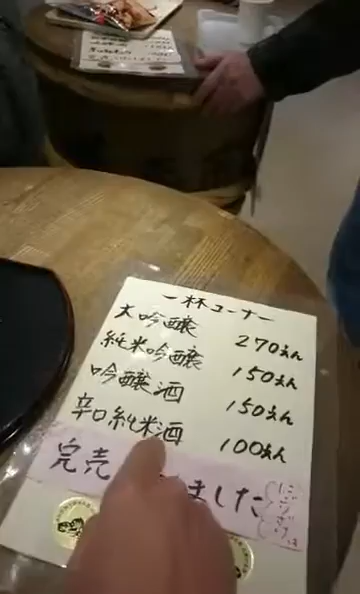 一杯コーナー
大吟醸 270えん
純米吟醸 150えん
吟醸酒 150えん
辛口純米酒 100えん
完売 ました